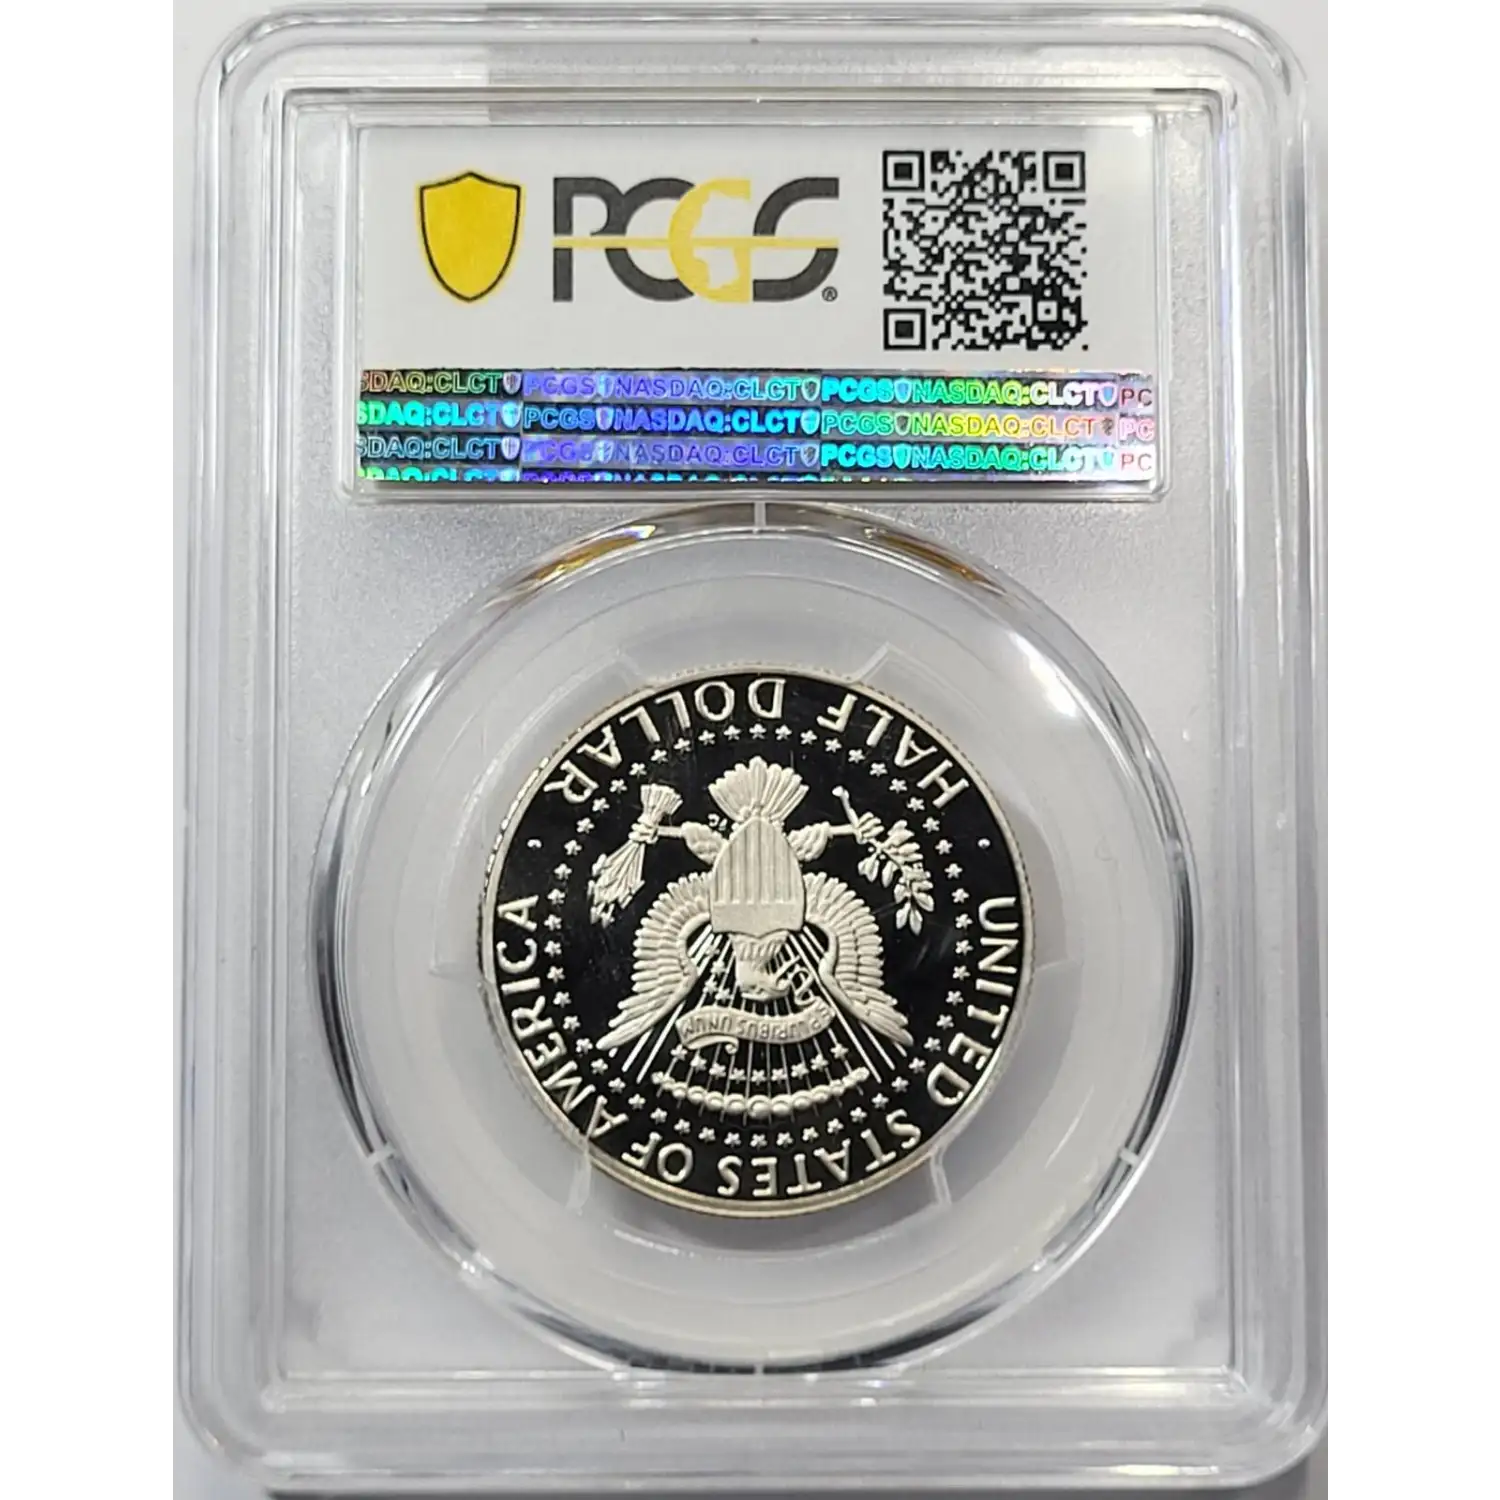 PCGS®
SDAQ:CLCT PCGS NASDAQ:CLCT PCGS NASDAQ:CLCT PC
SDAQ:CLCT PCGS NASDAQ:CLCT PCGS NASDAQ:CLCT PC
SDAQ:CLCT PCGS NASDAQ:CLCT PCGS NASDAQ:CLCT PC
UNITED STATES OF AMERICA
HALF DOLLAR
E PLURIBUS UNUM
FG